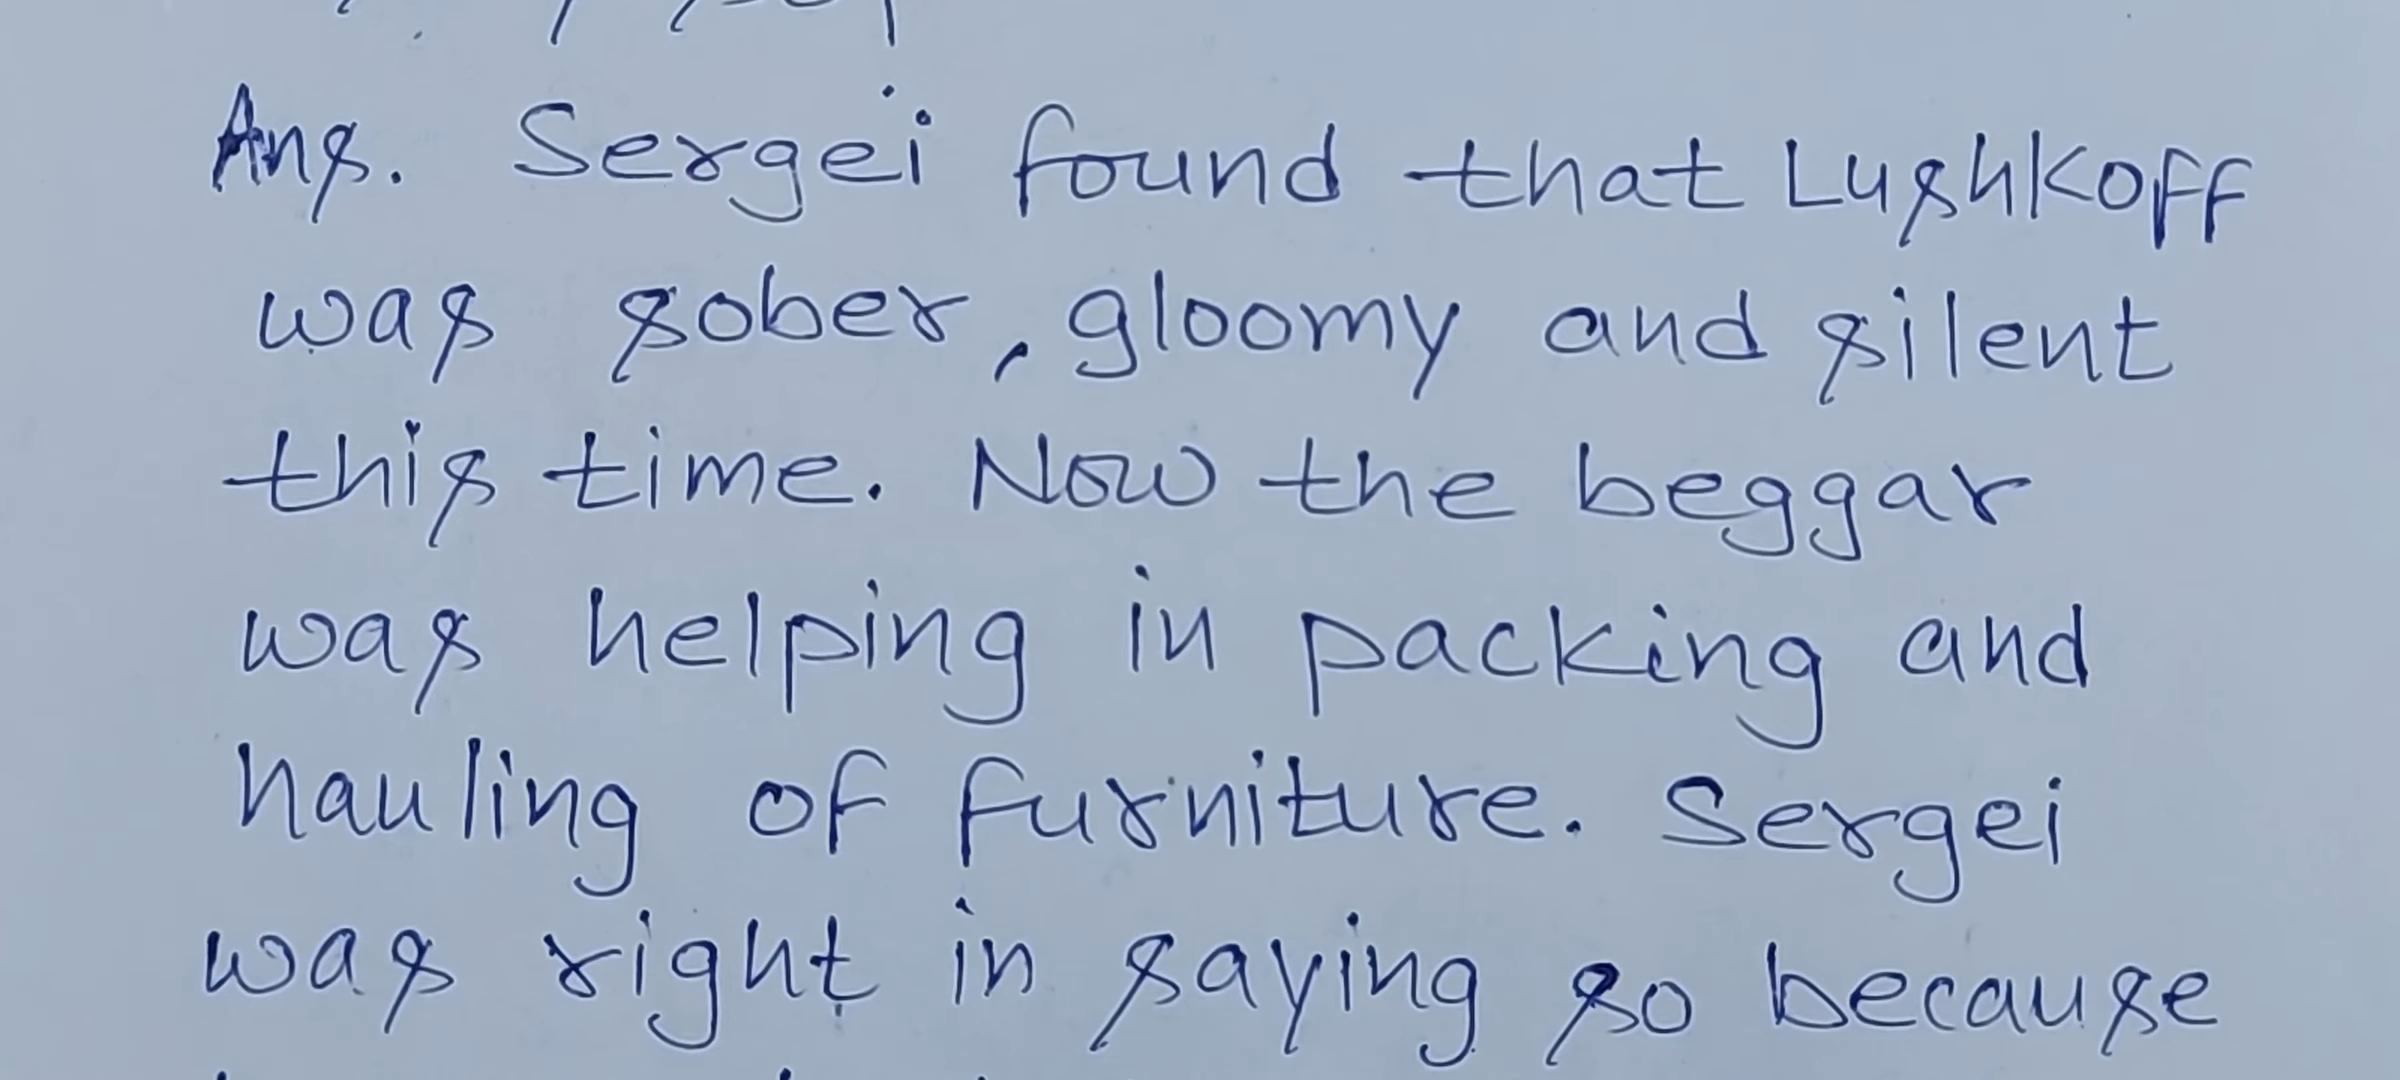 Ans. Sergei found that Lushkoff
was sober, gloomy and silent
this time. Now the beggar
was helping in packing and
hauling of furniture. Sergei
was right in saying so because